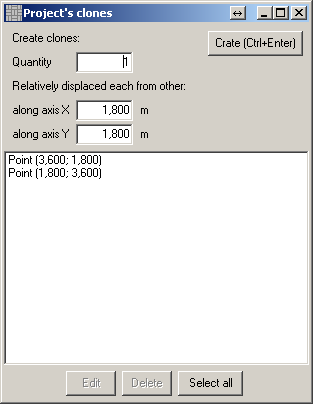 Project's clones
Create clones:
Crate (Ctrl+Enter)
Quantity 1
Relatively displaced each from other:
along axis X 1,800 m
along axis Y 1,800 m
Point (3,600; 1,800)
Point (1,800; 3,600)
Edit Delete Select all